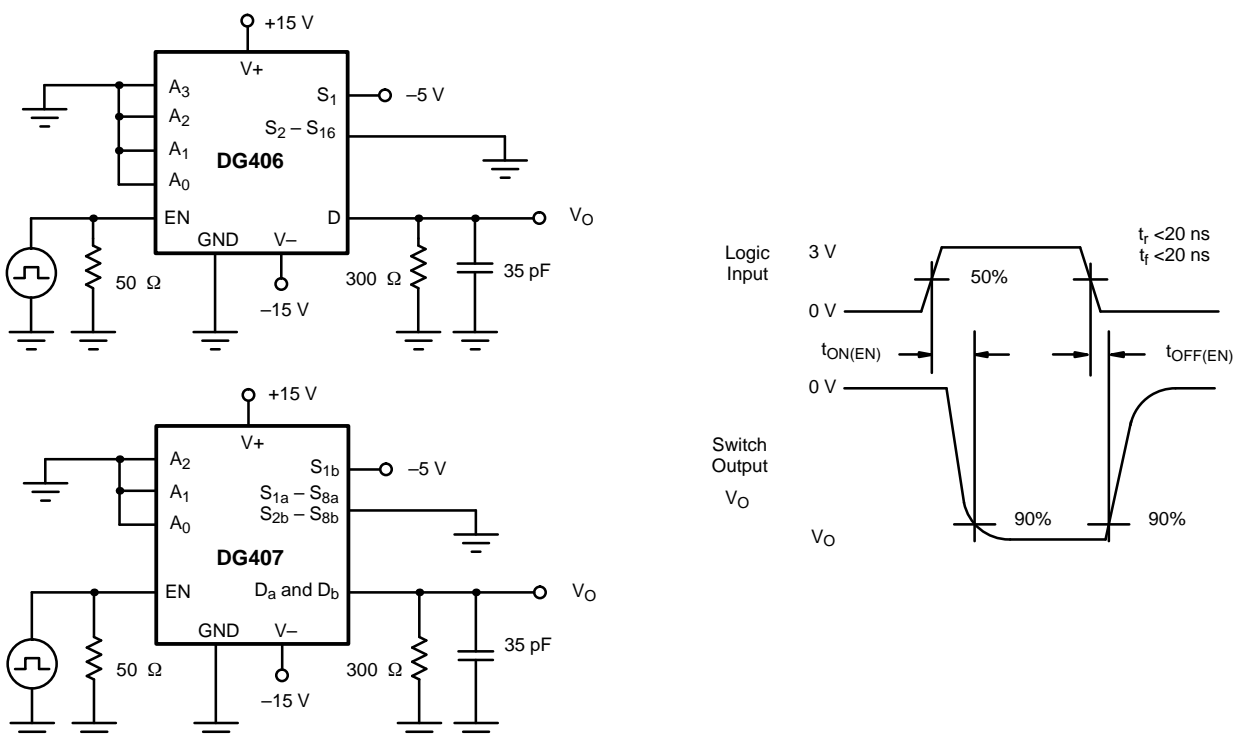 +15 V
V+
A3
S1
–5 V
A2
S2 – S16
A1
DG406
A0
EN
D
VO
GND
V–
50 Ω
300 Ω
35 pF
–15 V
+15 V
V+
A2
S1b
–5 V
A1
S1a – S8a
A0
S2b – S8b
DG407
EN
Da and Db
VO
GND
V–
50 Ω
300 Ω
35 pF
–15 V
Logic
Input
3 V
50%
tr <20 ns
tf <20 ns
0 V
tON(EN)
tOFF(EN)
0 V
Switch
Output
VO
VO
90%
90%